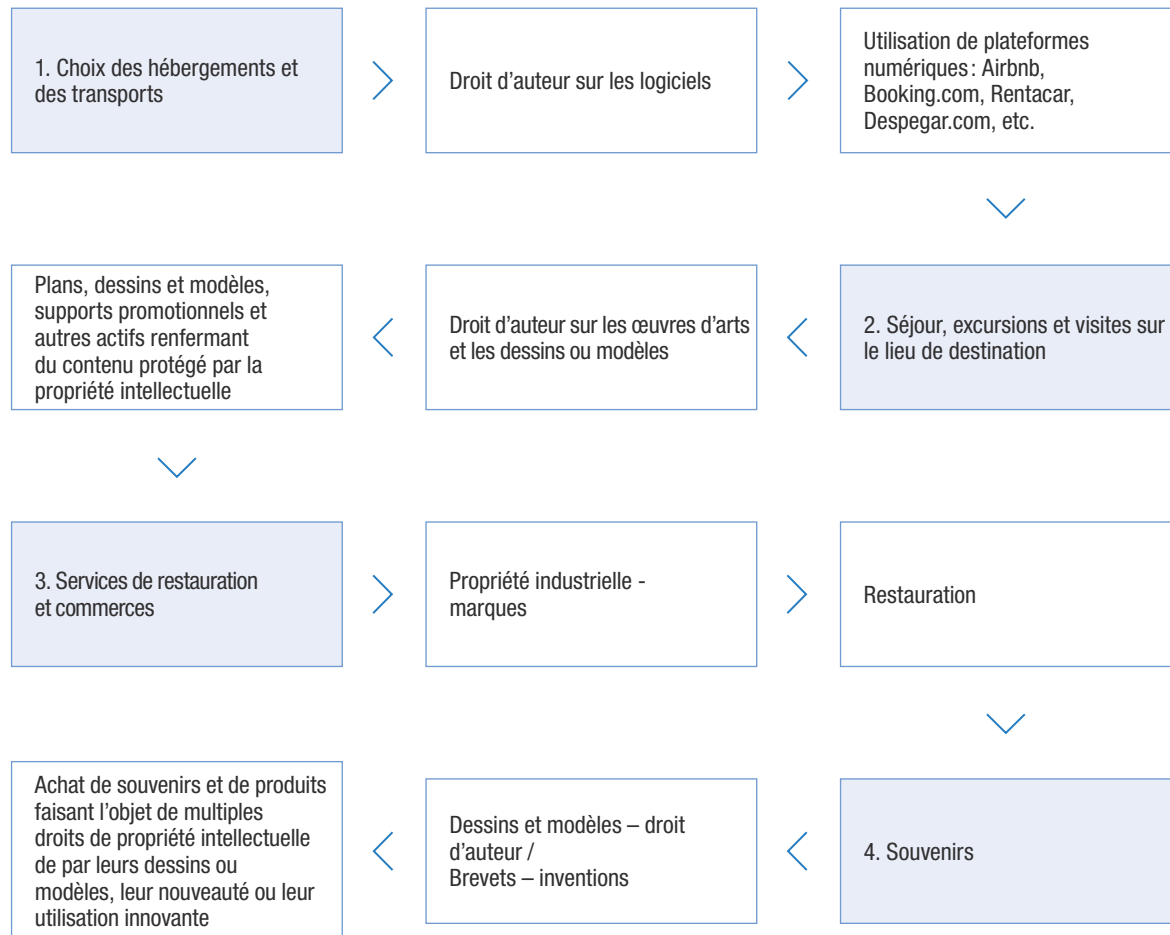 1. Choix des hébergements et
des transports
Droit d'auteur sur les logiciels
Utilisation de plateformes
numériques : Airbnb,
Booking.com, Rentacar,
Despegar.com, etc.
2. Séjour, excursions et visites sur
le lieu de destination
Droit d'auteur sur les œuvres d'arts
et les dessins ou modèles
Plans, dessins et modèles,
supports promotionnels et
autres actifs renfermant
du contenu protégé par la
propriété intellectuelle
3. Services de restauration
et commerces
Propriété industrielle -
marques
Restauration
4. Souvenirs
Dessins et modèles – droit
d'auteur /
Brevets – inventions
Achat de souvenirs et de produits
faisant l'objet de multiples
droits de propriété intellectuelle
de par leurs dessins ou
modèles, leur nouveauté ou leur
utilisation innovante